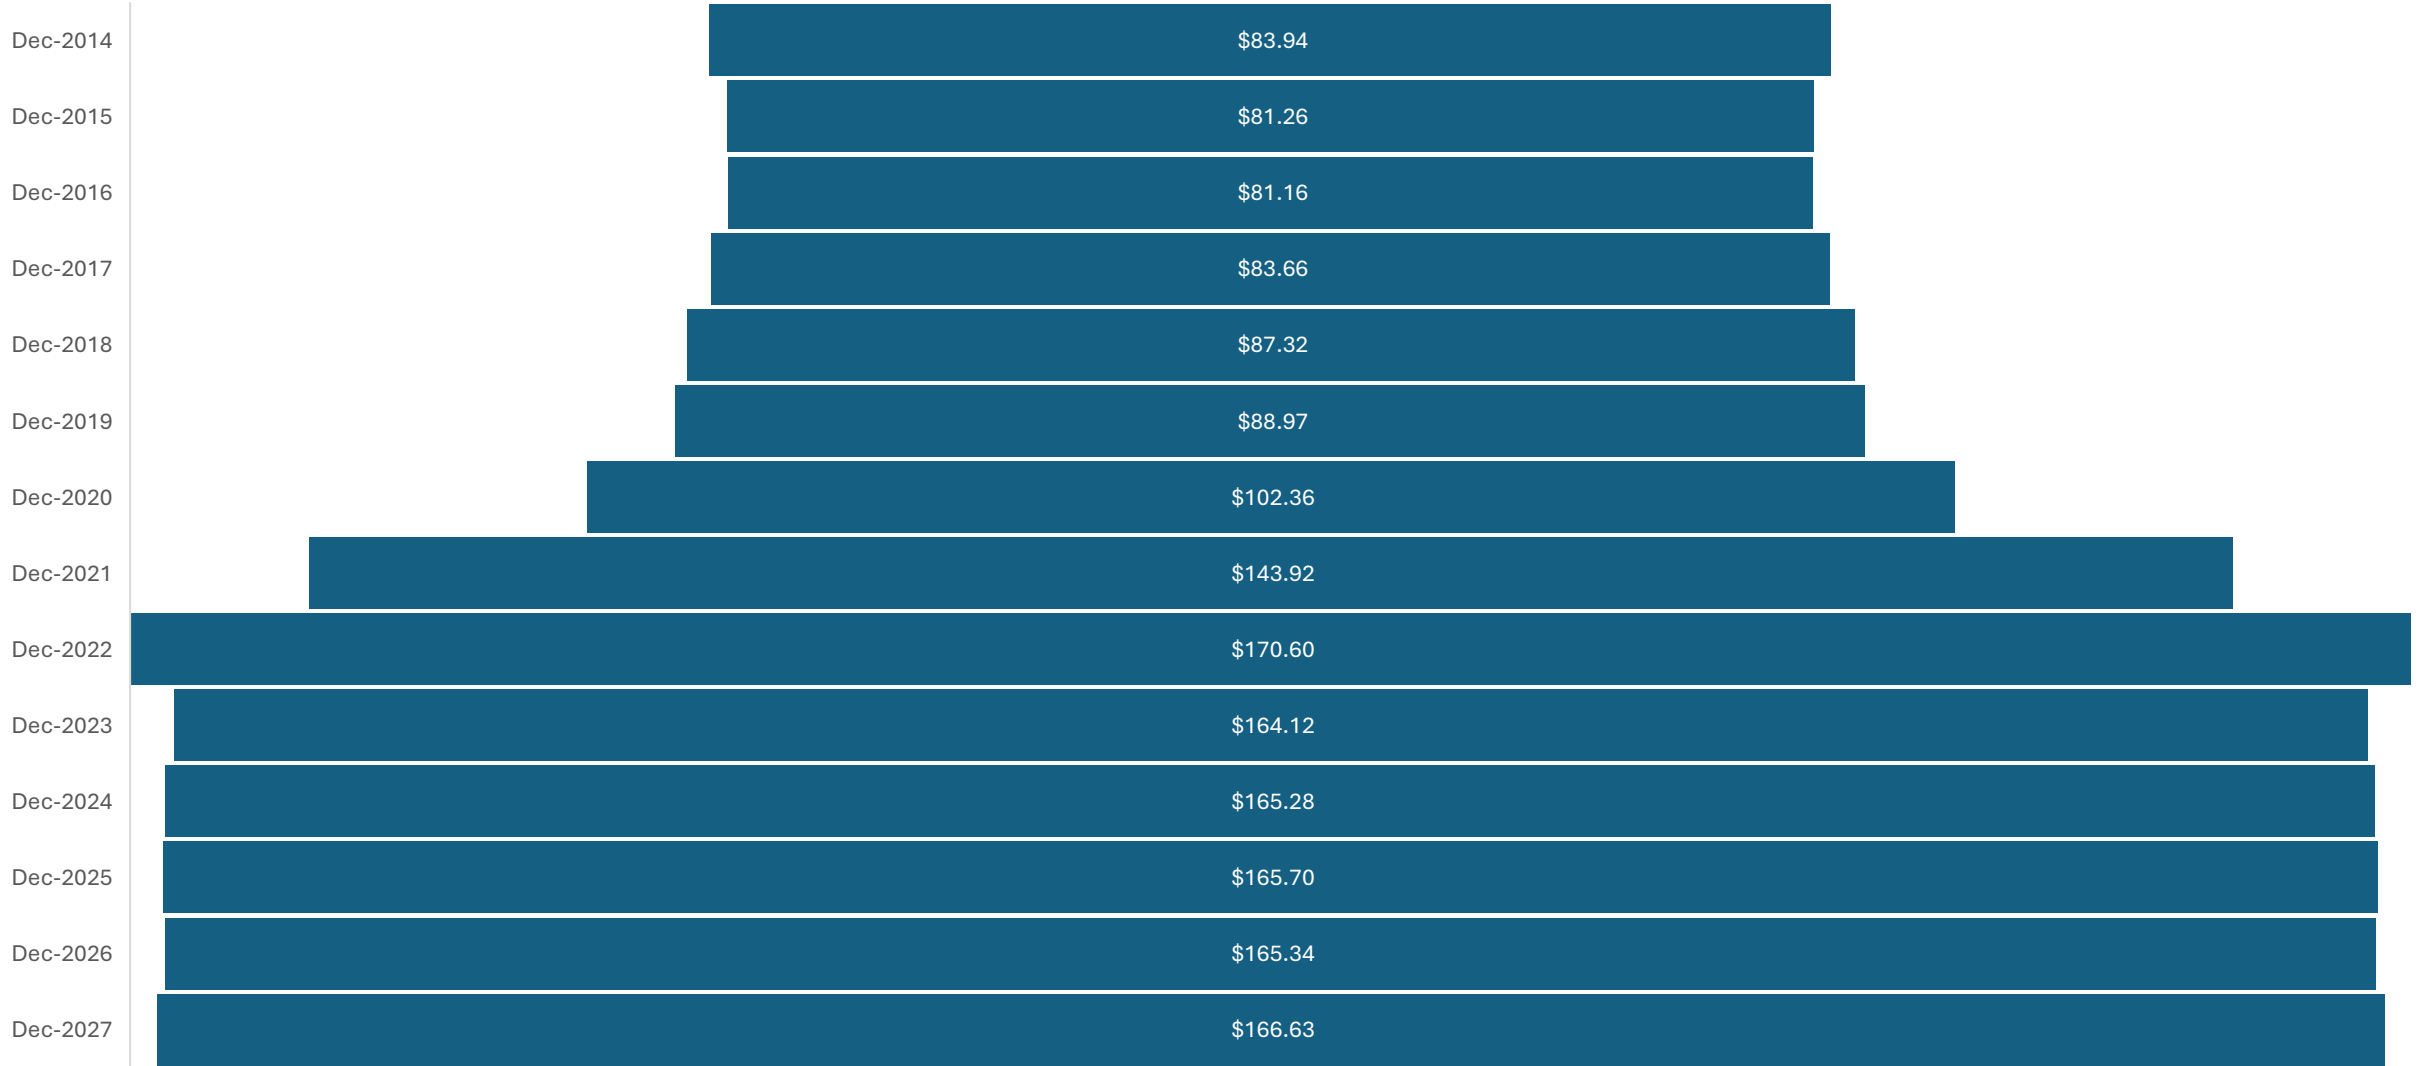 Dec-2014 $83.94
Dec-2015 $81.26
Dec-2016 $81.16
Dec-2017 $83.66
Dec-2018 $87.32
Dec-2019 $88.97
Dec-2020 $102.36
Dec-2021 $143.92
Dec-2022 $170.60
Dec-2023 $164.12
Dec-2024 $165.28
Dec-2025 $165.70
Dec-2026 $165.34
Dec-2027 $166.63